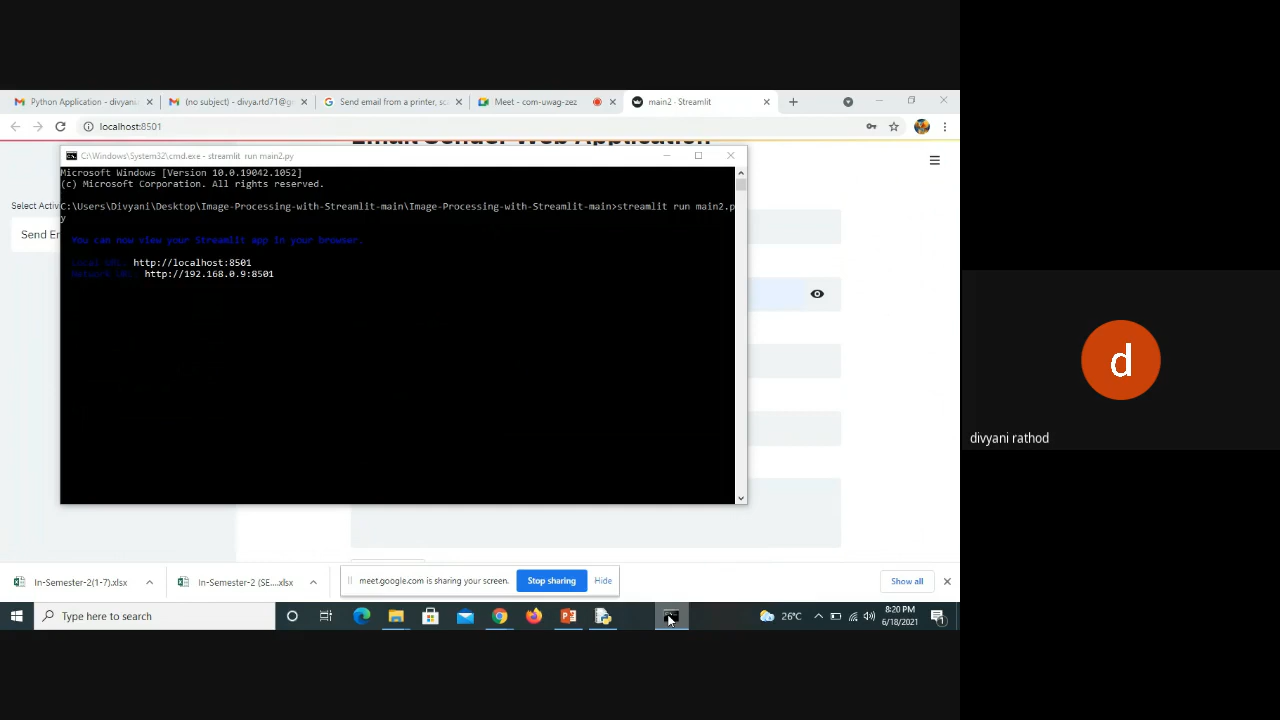 Python Application - divyani.
(no subject) - divya.rtd71@g
Send email from a printer, sc
Meet - com-uwag-zez
main2 · Streamlit
localhost:8501
Email Sender Web Application
C:\Windows\System32\cmd.exe - streamlit run main2.py
Microsoft Windows [Version 10.0.19042.1052]
(c) Microsoft Corporation. All rights reserved.
C:\Users\Divyani\Desktop\Image-Processing-with-Streamlit-main\Image-Processing-with-Streamlit-main>streamlit run main2.p
y
You can now view your Streamlit app in your browser.
Local URL: http://localhost:8501
Network URL: http://192.168.0.9:8501
Select Activ
Send Em
d
divyani rathod
In-Semester-2(1-7).xlsx
In-Semester-2 (SE....xlsx
meet.google.com is sharing your screen.
Stop sharing
Hide
Show all
Type here to search
26°C
8:20 PM
6/18/2021
1